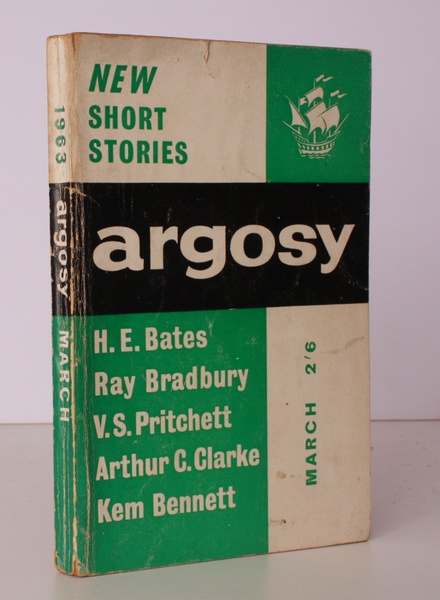 NEW
SHORT
STORIES
argosy
H. E. Bates
Ray Bradbury
V. S. Pritchett
Arthur C. Clarke
Kem Bennett
MARCH 2'6
1963 argosy MARCH